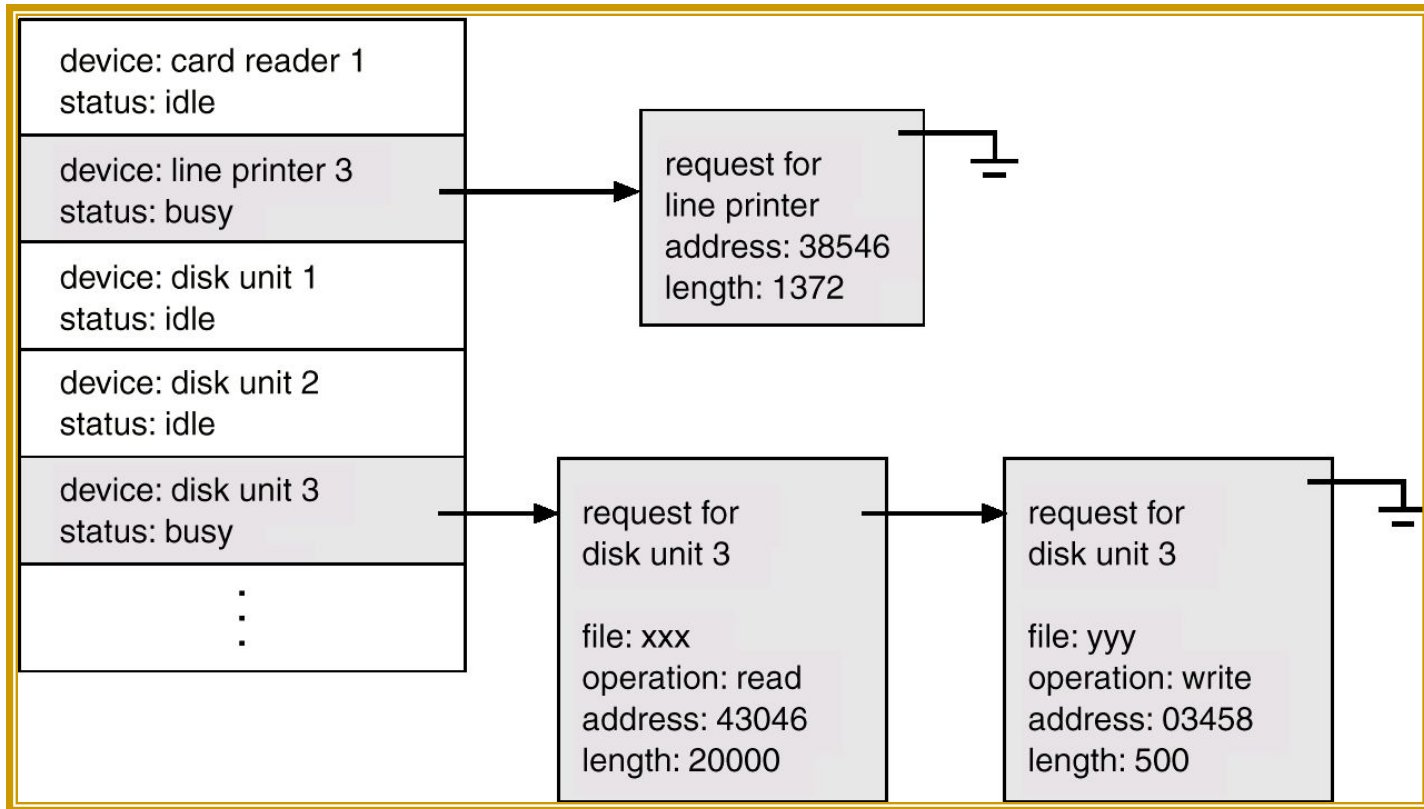 device: card reader 1
status: idle
device: line printer 3
status: busy
device: disk unit 1
status: idle
device: disk unit 2
status: idle
device: disk unit 3
status: busy
request for
line printer
address: 38546
length: 1372
request for
disk unit 3
file: xxx
operation: read
address: 43046
length: 20000
request for
disk unit 3
file: yyy
operation: write
address: 03458
length: 500